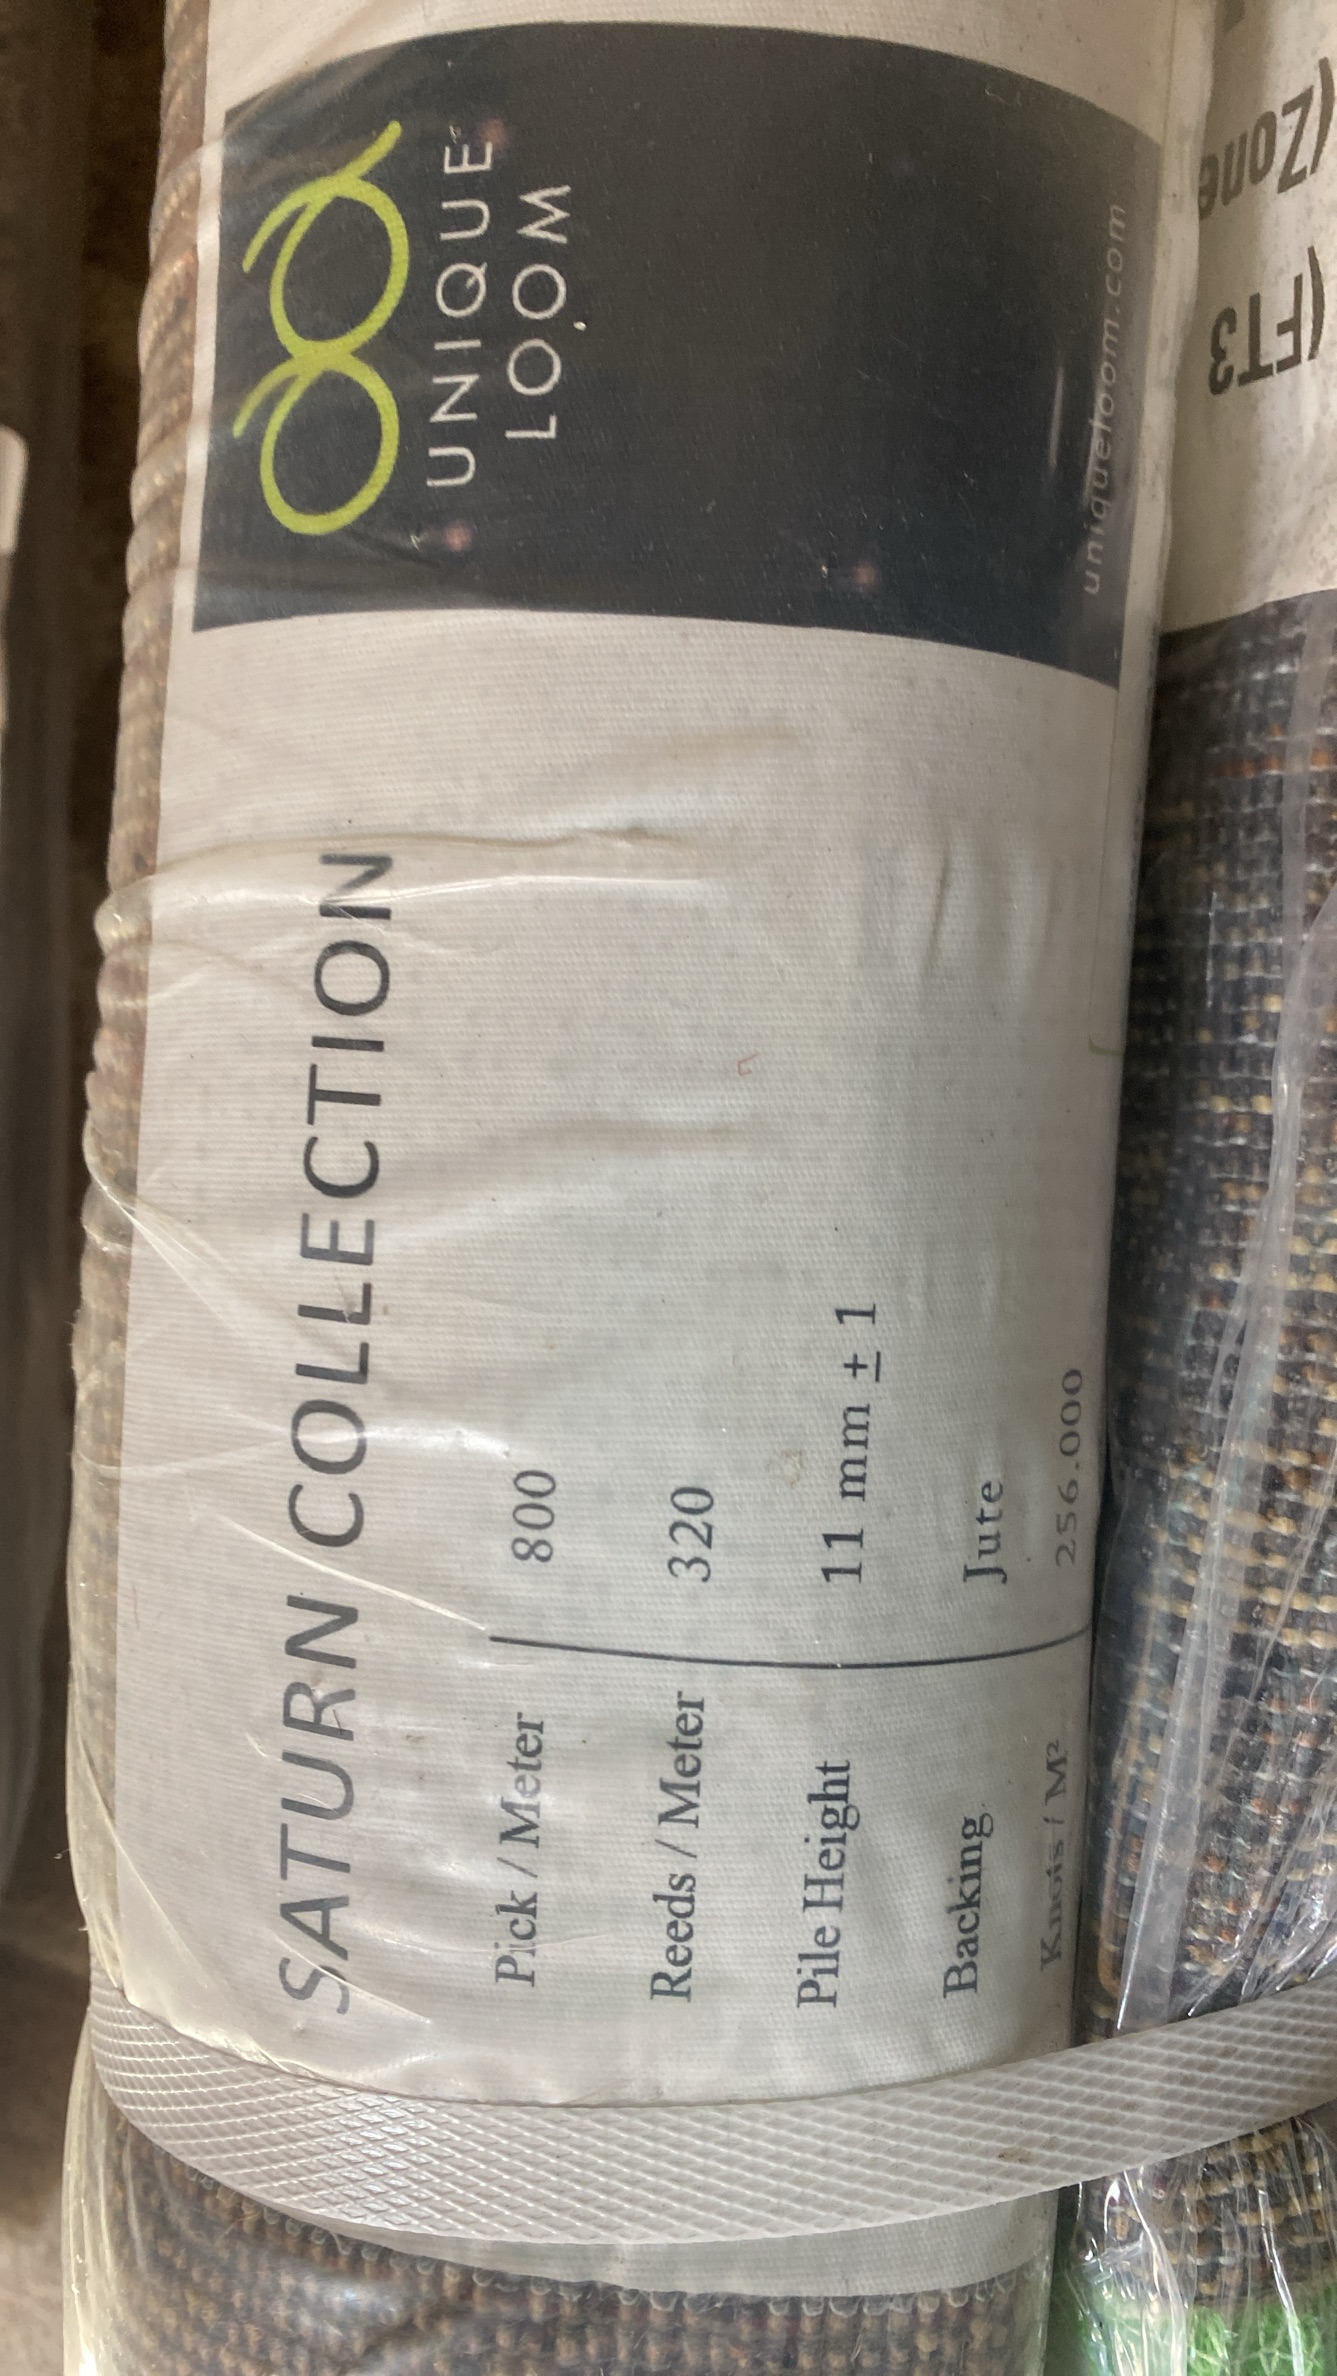 UNIQUE
LOOM
uniqueloom.com
SATURN COLLECTION
Pick / Meter 800
Reeds / Meter 320
Pile Height 11 mm ± 1
Backing Jute
Knots / M² 256.000
(Zone
(FT3